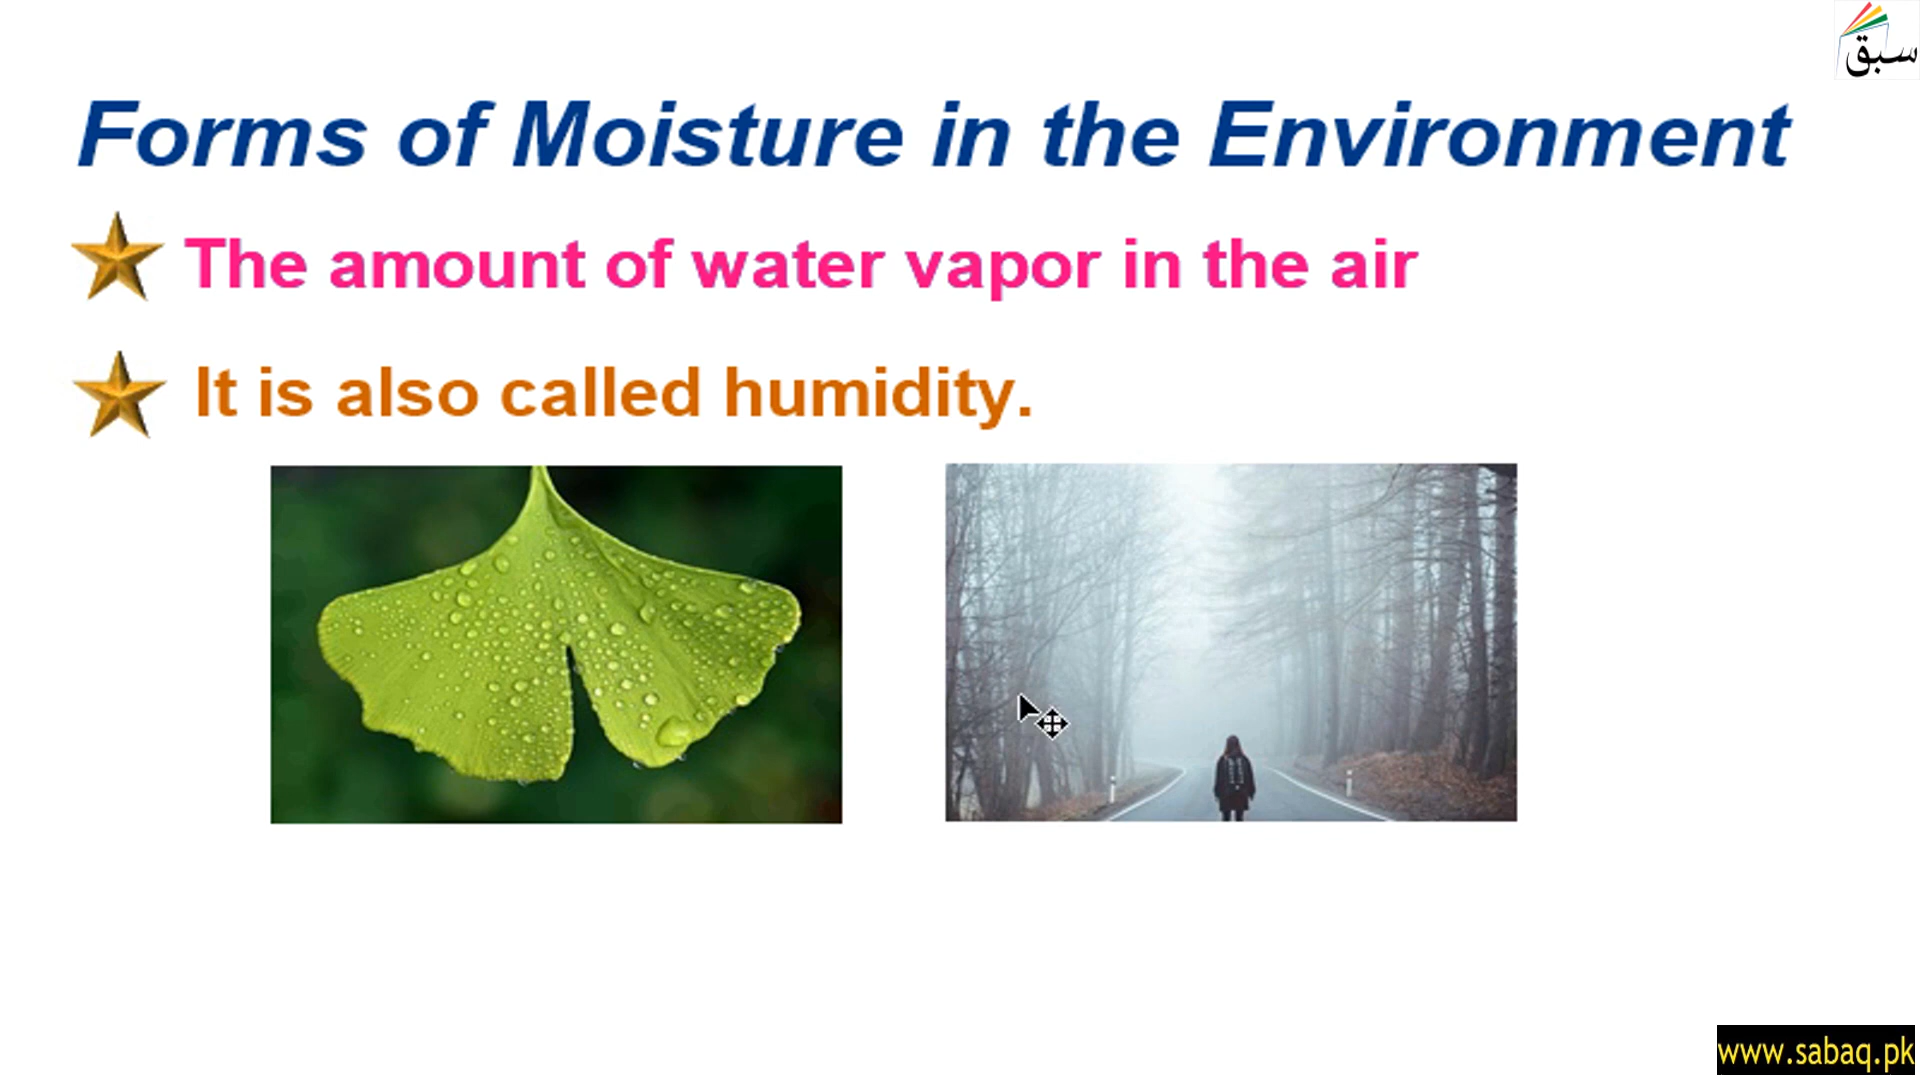 سبق
Forms of Moisture in the Environment
The amount of water vapor in the air
It is also called humidity.
www.sabaq.pk